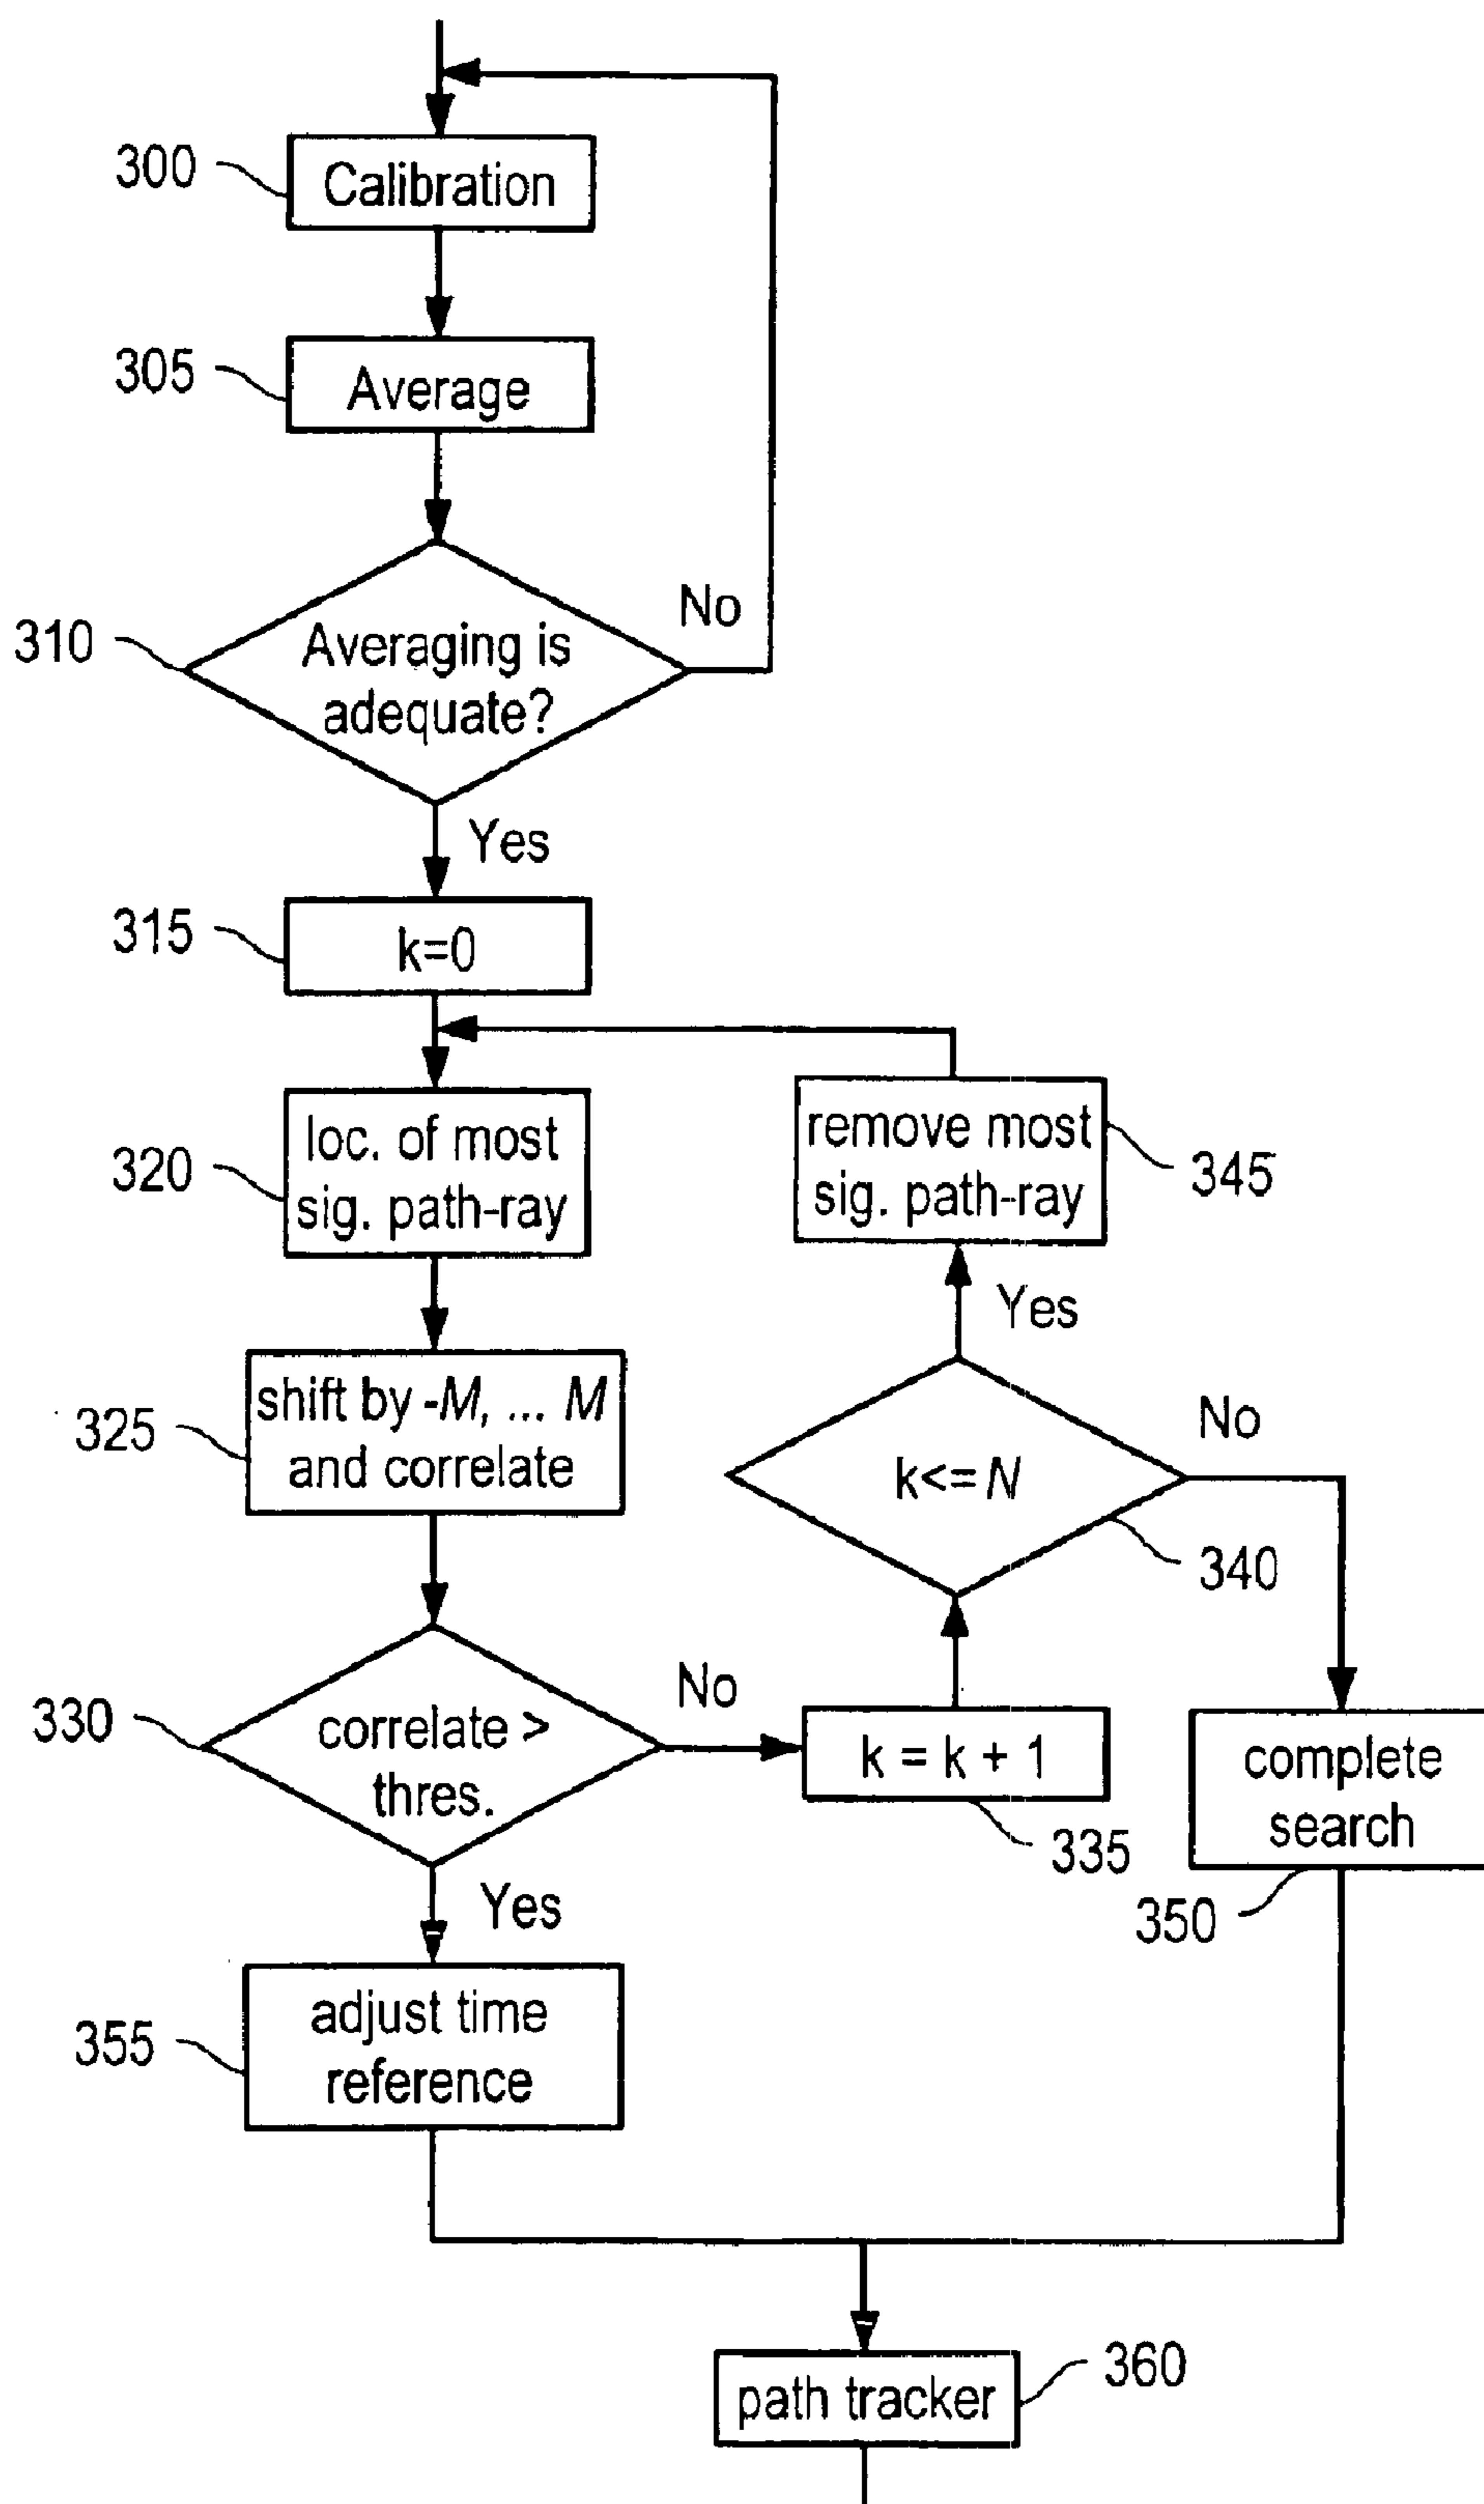 300
Calibration
305
Average
310
Averaging is
adequate?
No
Yes
315
k=0
320
loc. of most
sig. path-ray
remove most
sig. path-ray
345
Yes
325
shift by -M, ... M
and correlate
k<=N
No
340
330
correlate >
thres.
No
k = k + 1
335
complete
search
350
Yes
355
adjust time
reference
path tracker
360